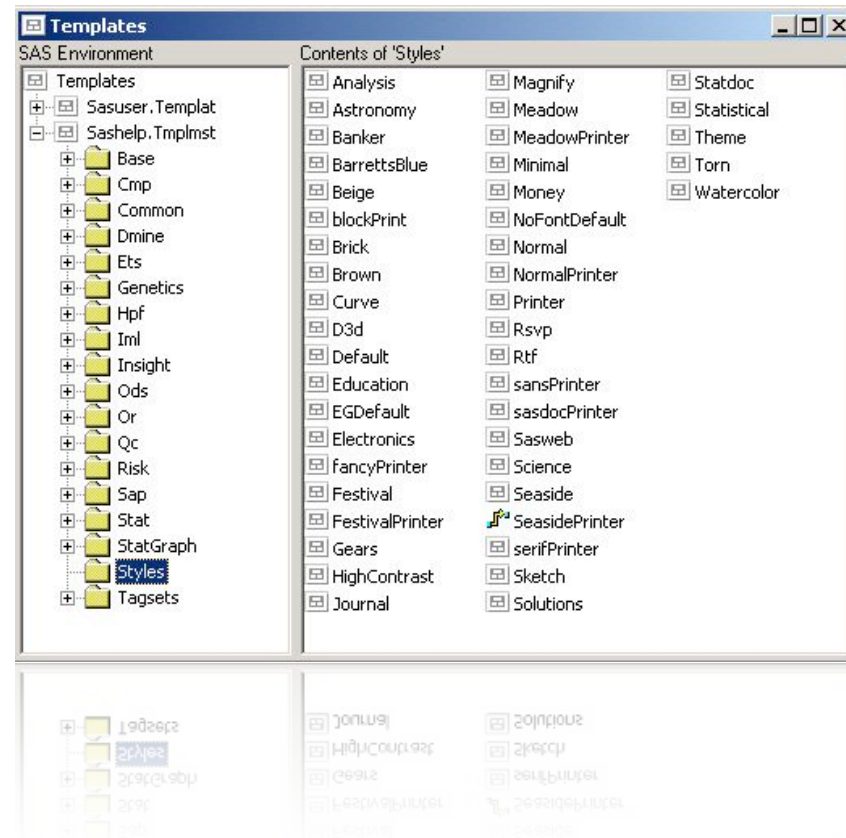 Templates
SAS Environment
Contents of 'Styles'
Templates
Sasuser.Templat
Sashelp.Tmplmst
Base
Cmp
Common
Dmine
Ets
Genetics
Hpf
Iml
Insight
Ods
Or
Qc
Risk
Sap
Stat
StatGraph
Styles
Tagsets
Analysis
Astronomy
Banker
BarrettsBlue
Beige
blockPrint
Brick
Brown
Curve
D3d
Default
Education
EGDefault
Electronics
fancyPrinter
Festival
FestivalPrinter
Gears
HighContrast
Journal
Magnify
Meadow
MeadowPrinter
Minimal
Money
NoFontDefault
Normal
NormalPrinter
Printer
Rsvp
Rtf
sansPrinter
sasdocPrinter
Sasweb
Science
Seaside
SeasidePrinter
serifPrinter
Sketch
Solutions
Statdoc
Statistical
Theme
Torn
Watercolor